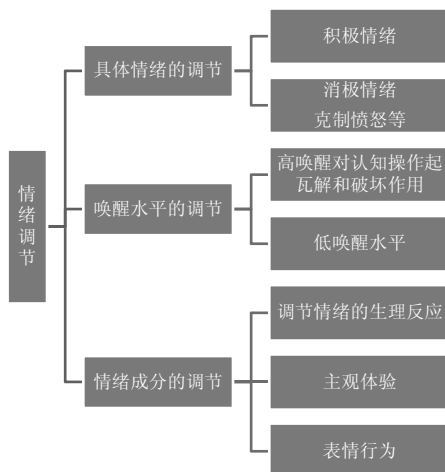 情绪调节
具体情绪的调节
积极情绪
消极情绪
克制愤怒等
唤醒水平的调节
高唤醒对认知操作起
瓦解和破坏作用
低唤醒水平
情绪成分的调节
调节情绪的生理反应
主观体验
表情行为